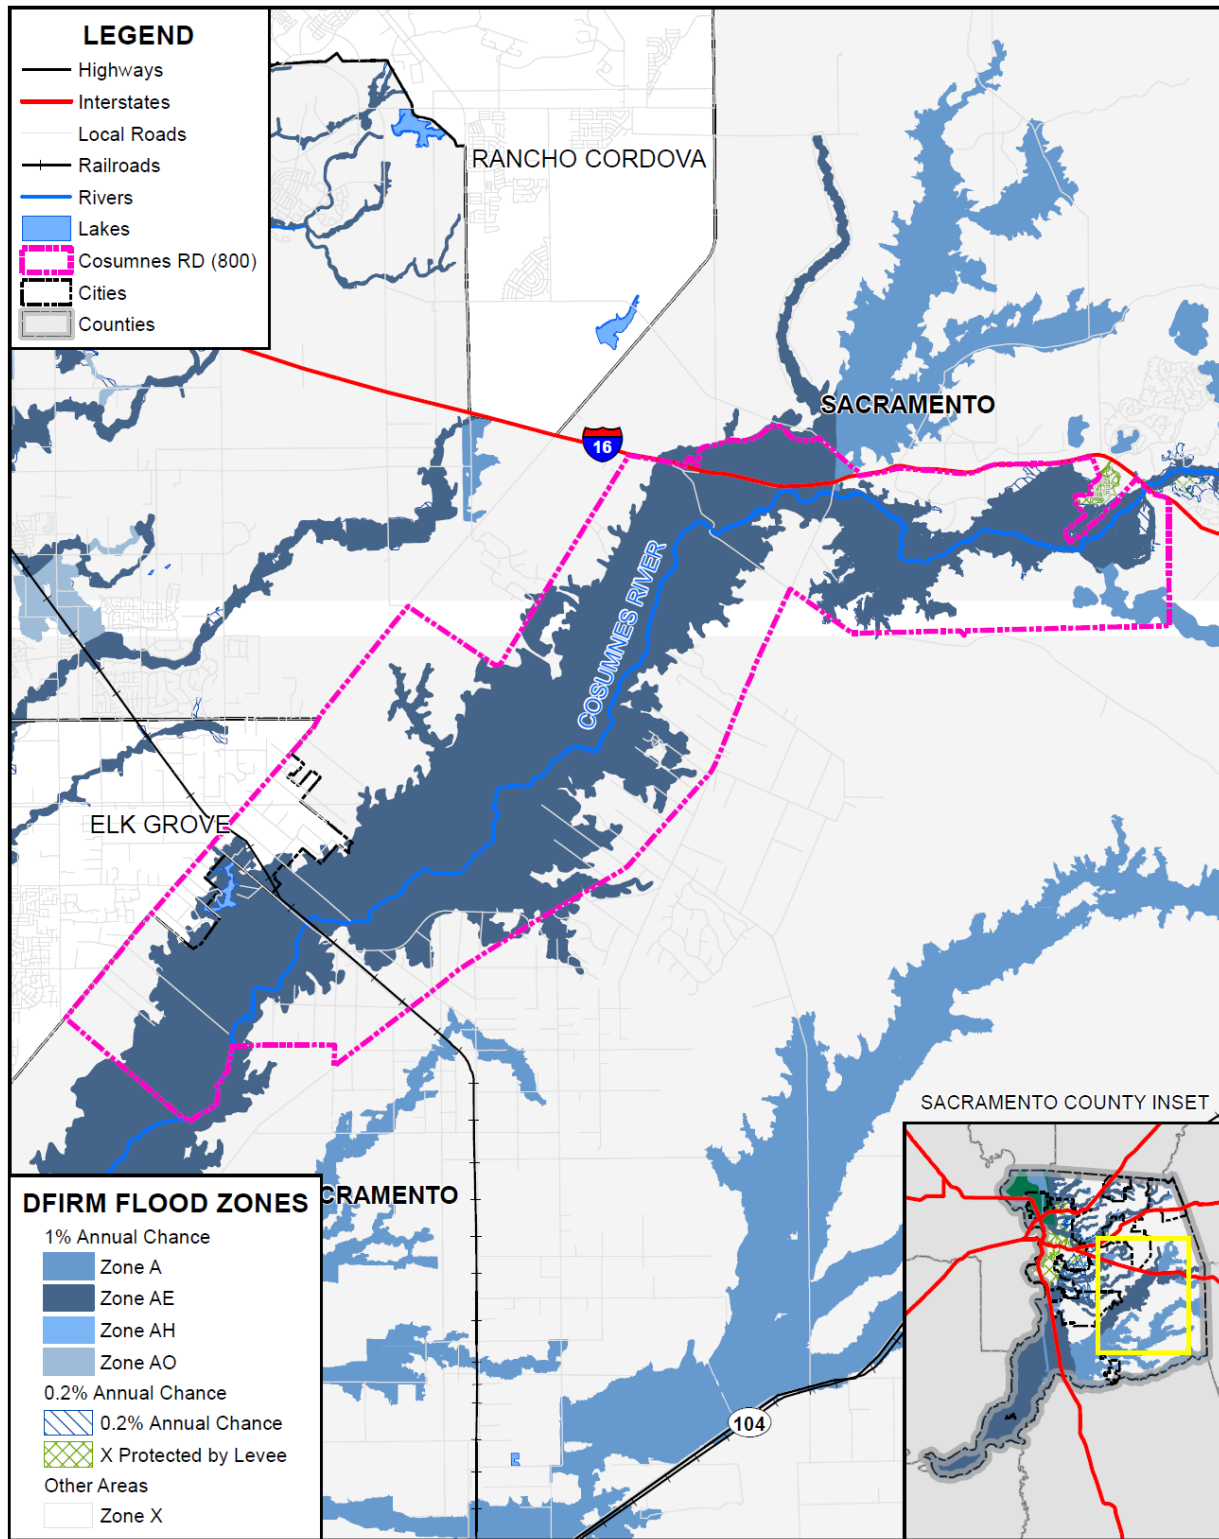 LEGEND
Highways
Interstates
Local Roads
Railroads
Rivers
Lakes
Cosumnes RD (800)
Cities
Counties
RANCHO CORDOVA
SACRAMENTO
16
COSUMNES RIVER
ELK GROVE
SACRAMENTO COUNTY INSET
CRAMENTO
104
DFIRM FLOOD ZONES
1% Annual Chance
Zone A
Zone AE
Zone AH
Zone AO
0.2% Annual Chance
0.2% Annual Chance
X Protected by Levee
Other Areas
Zone X